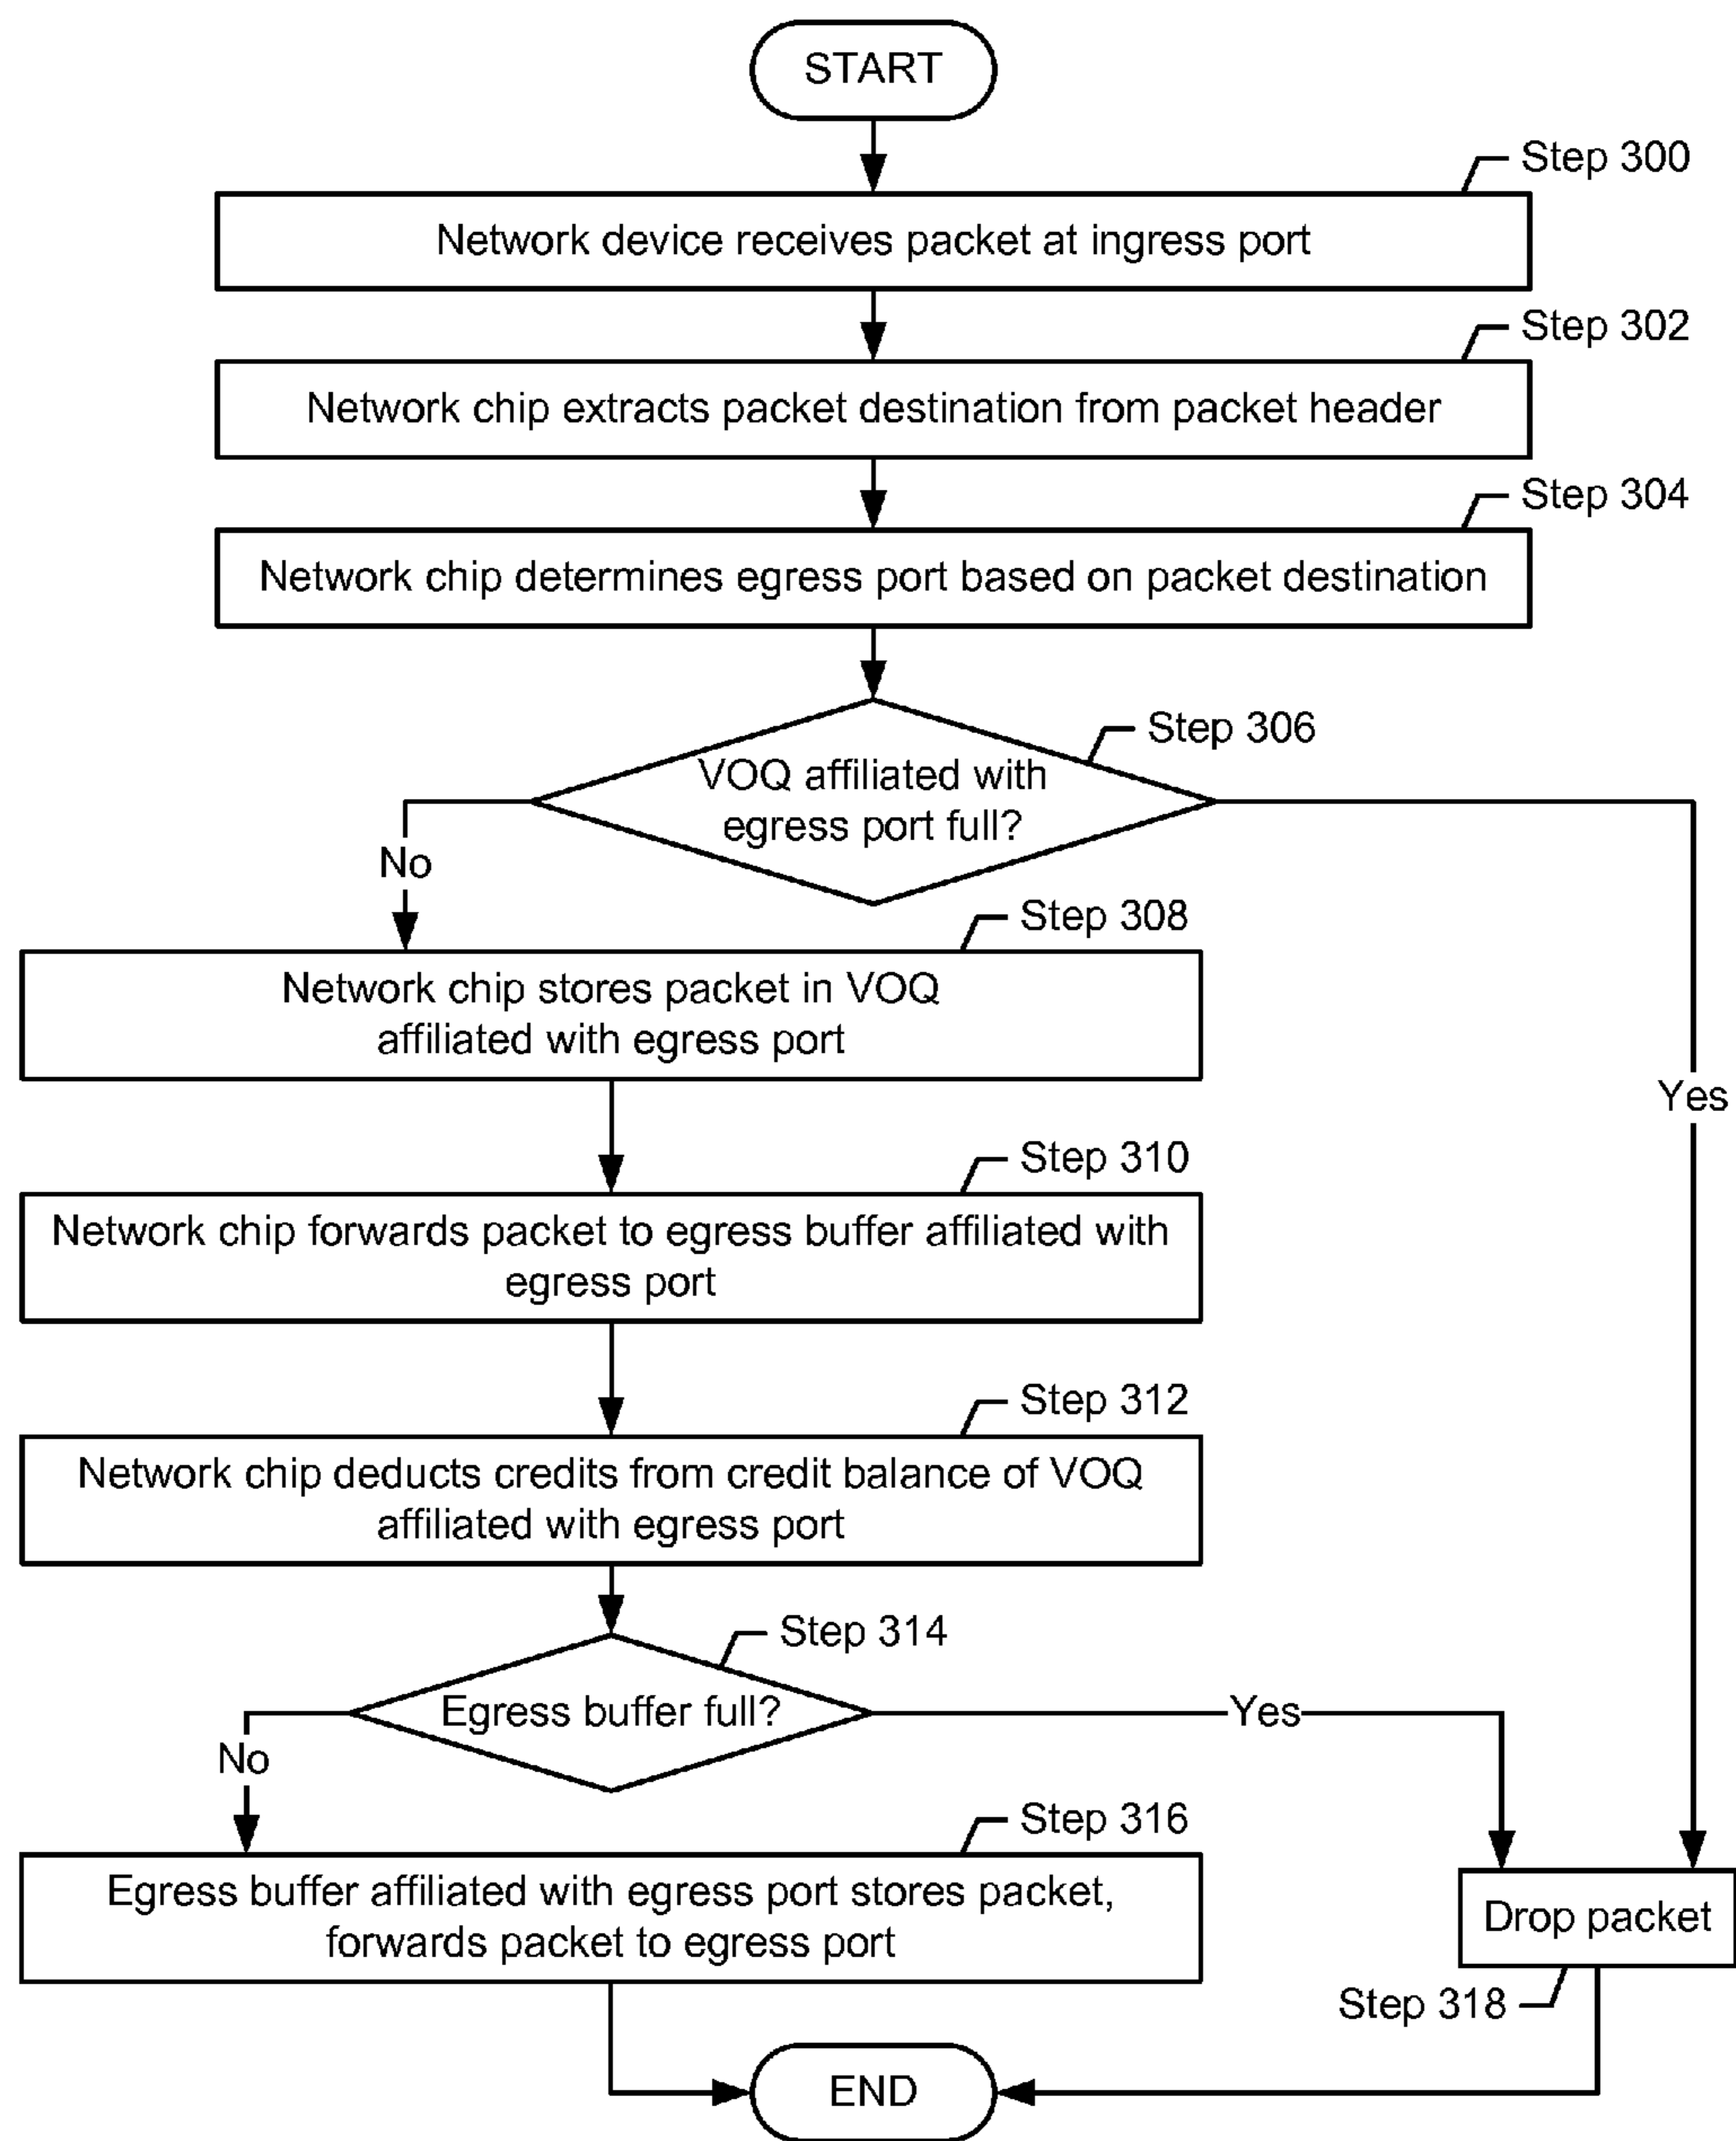 START
Step 300
Network device receives packet at ingress port
Step 302
Network chip extracts packet destination from packet header
Step 304
Network chip determines egress port based on packet destination
Step 306
VOQ affiliated with
egress port full?
No
Step 308
Network chip stores packet in VOQ
affiliated with egress port
Yes
Step 310
Network chip forwards packet to egress buffer affiliated with
egress port
Step 312
Network chip deducts credits from credit balance of VOQ
affiliated with egress port
Step 314
Egress buffer full?
Yes
No
Step 316
Egress buffer affiliated with egress port stores packet,
forwards packet to egress port
Drop packet
Step 318
END